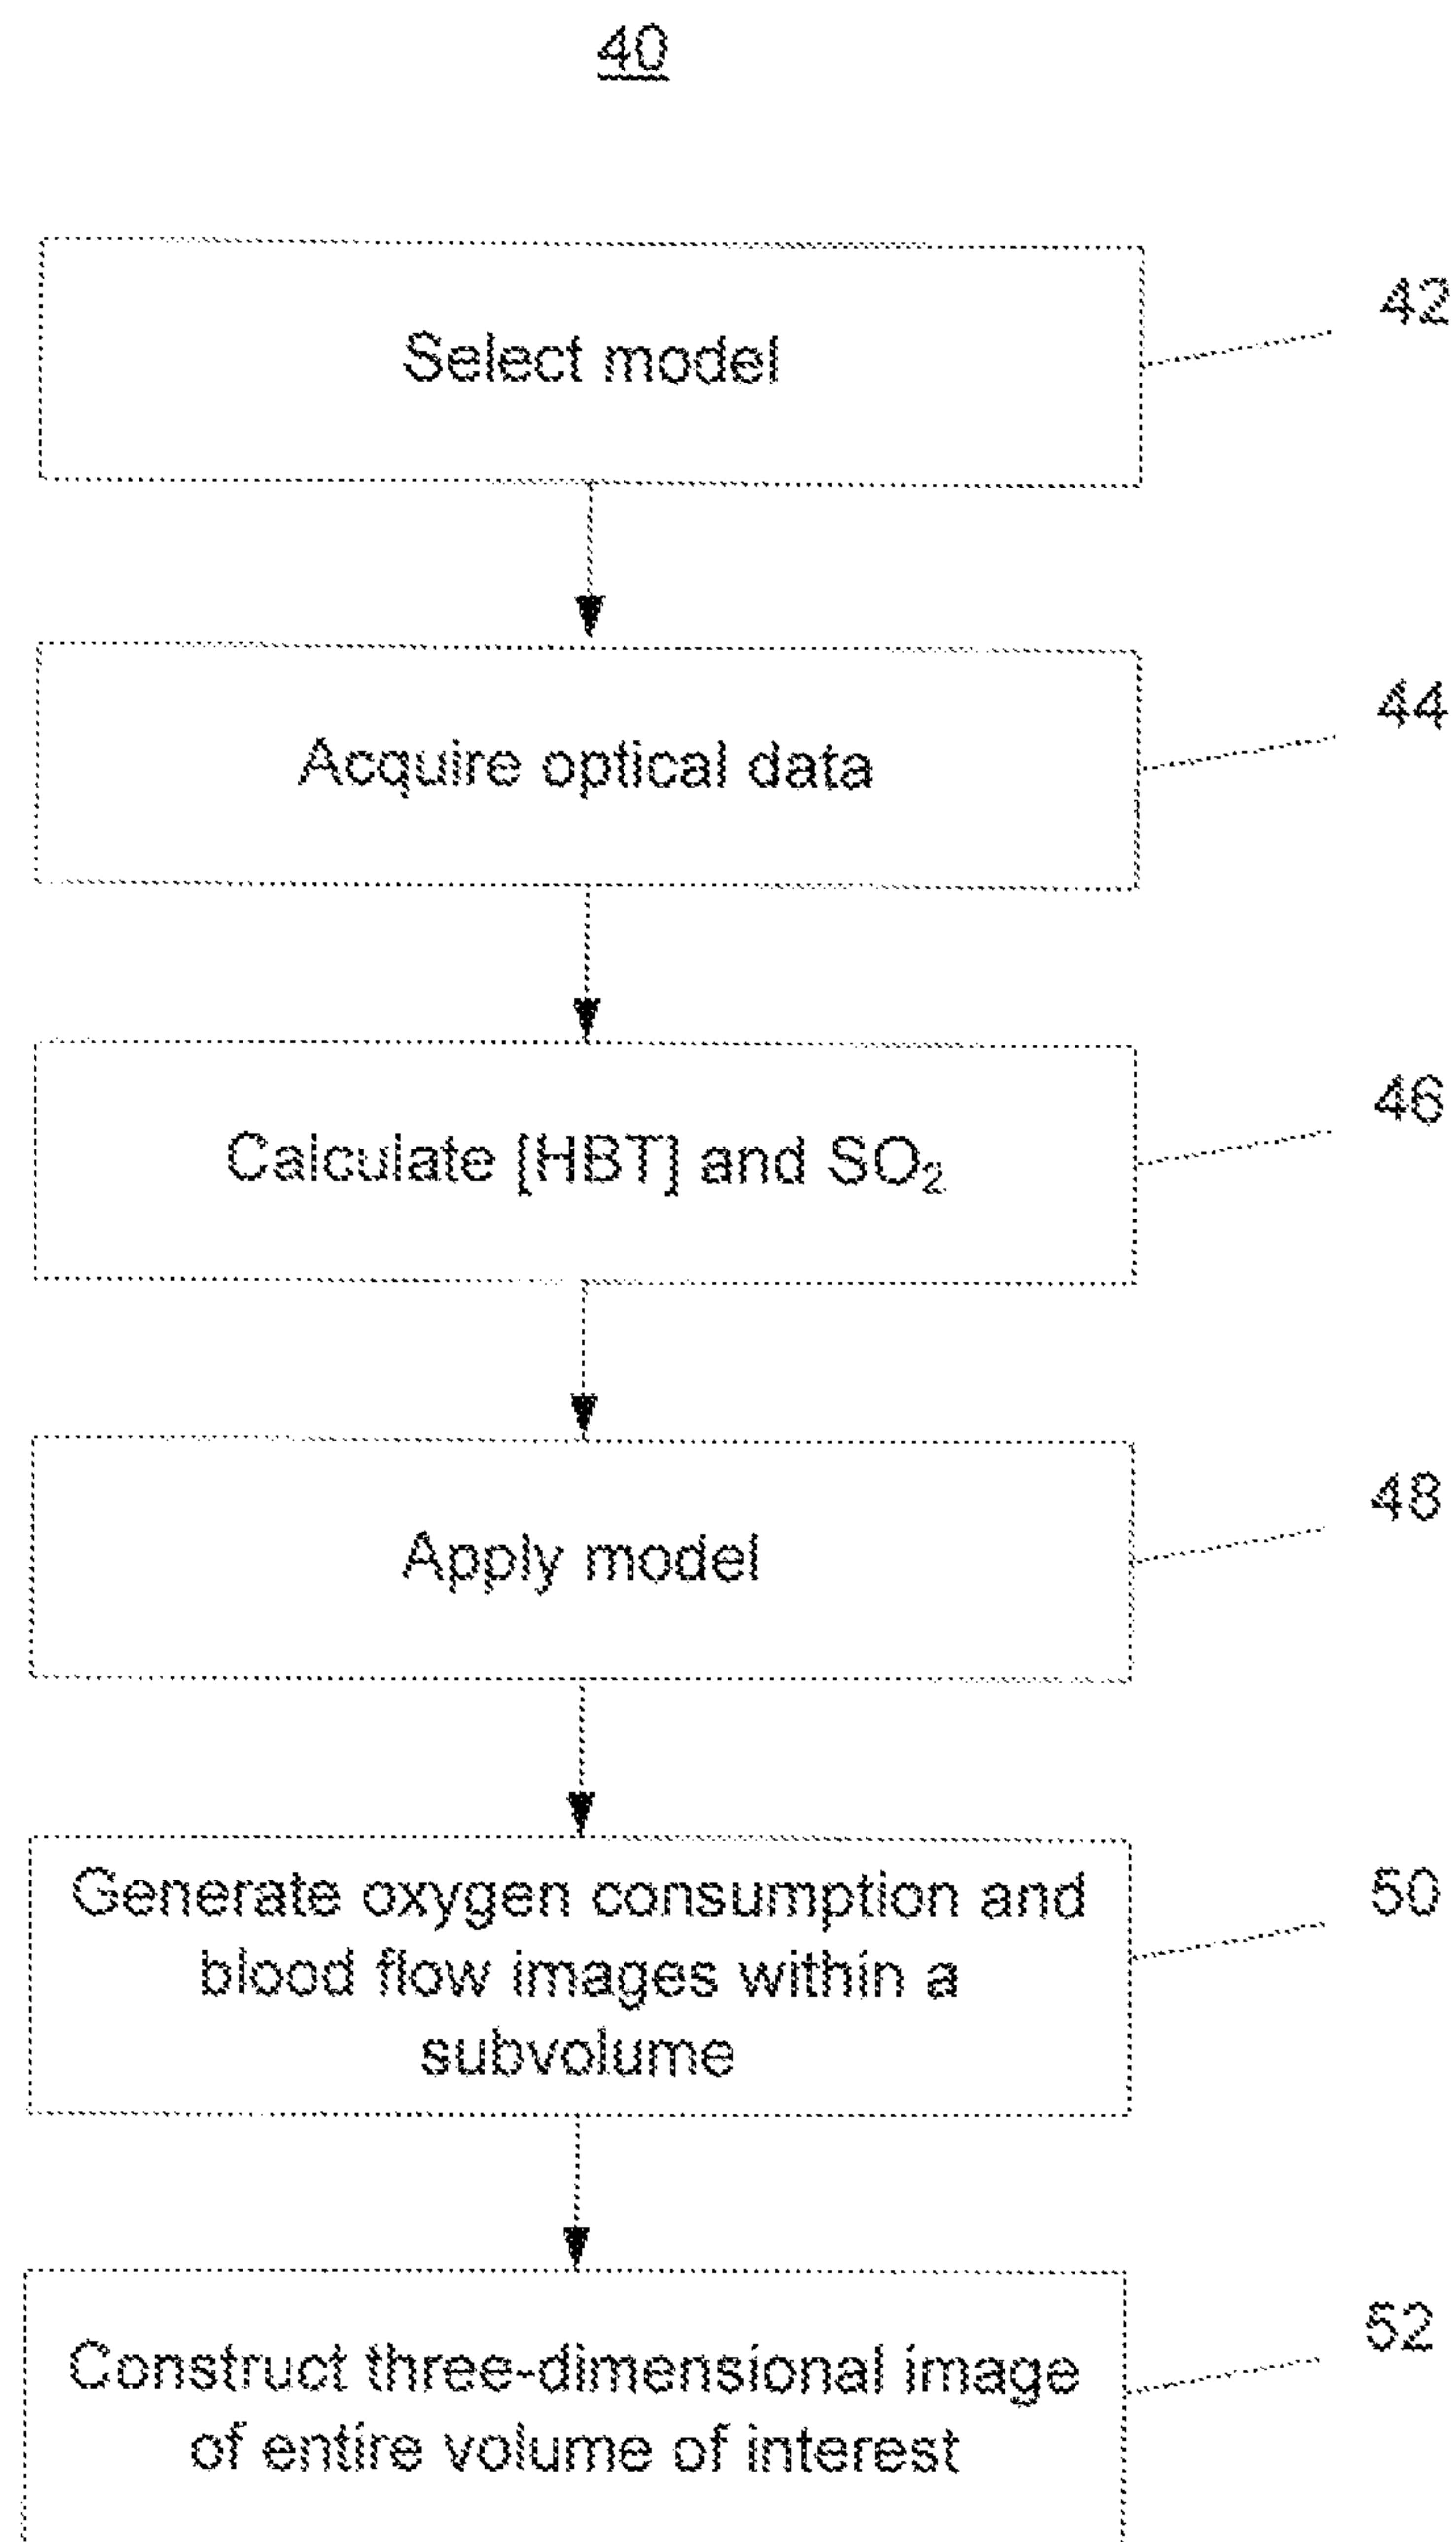 40
Select model
42
Acquire optical data
44
Calculate [HBT] and SO₂
46
Apply model
48
Generate oxygen consumption and
blood flow images within a
subvolume
50
Construct three-dimensional image
of entire volume of interest
52